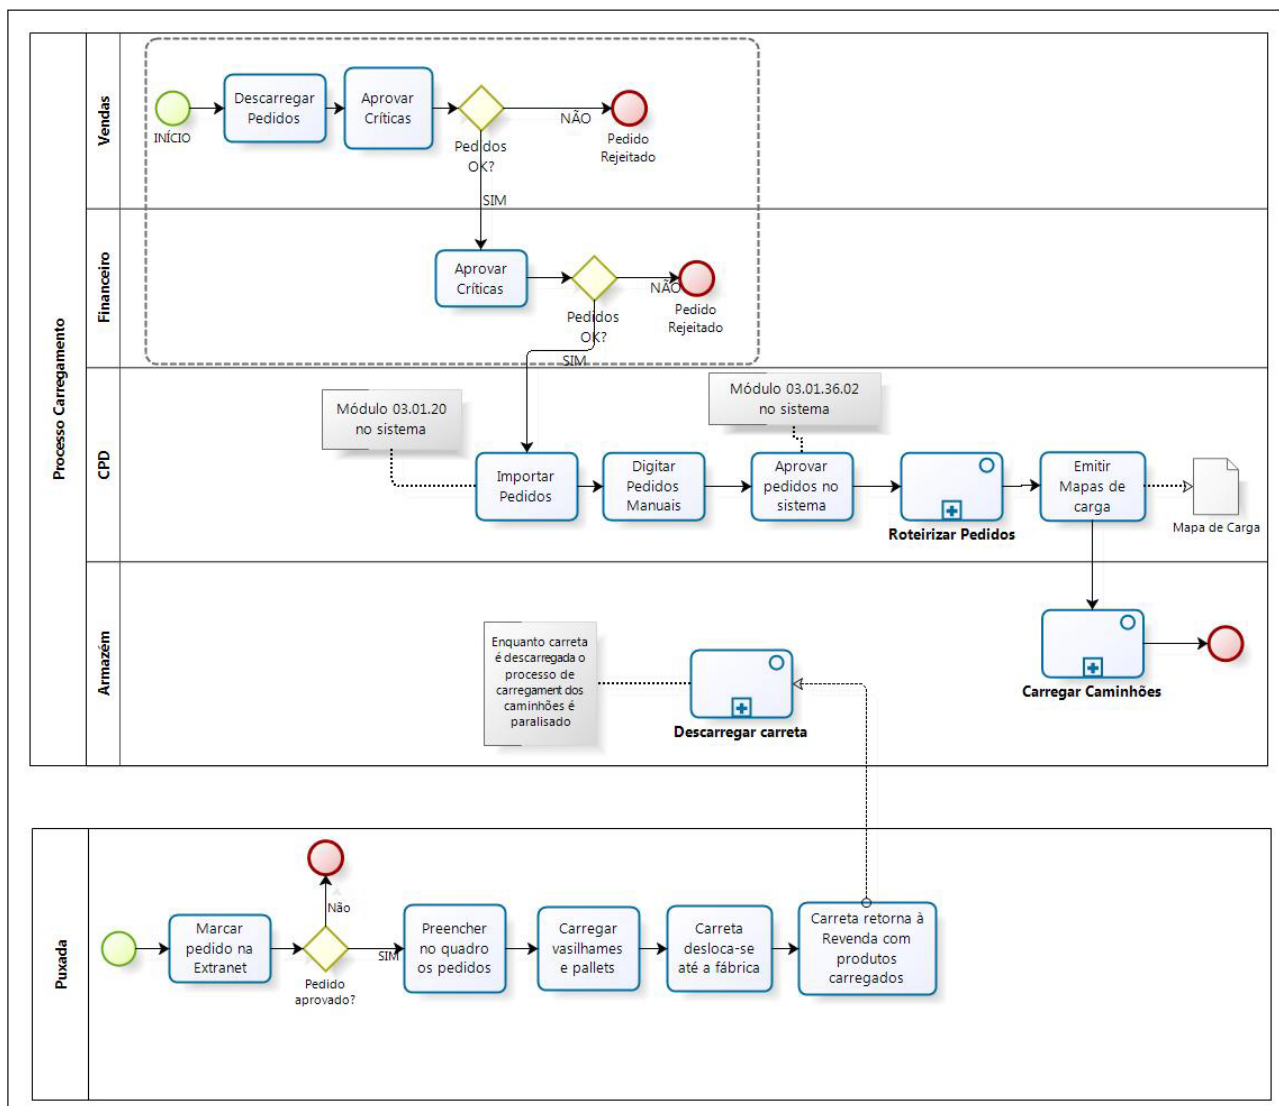 Processo Carregamento
Vendas
INÍCIO
Descarregar
Pedidos
Aprovar
Críticas
Pedidos
OK?
NÃO
Pedido
Rejeitado
SIM
Financeiro
Aprovar
Críticas
Pedidos
OK?
NÃO
Pedido
Rejeitado
SIM
CPD
Módulo 03.01.20
no sistema
Módulo 03.01.36.02
no sistema
Importar
Pedidos
Digitar
Pedidos
Manuais
Aprovar
pedidos no
sistema
Roteirizar Pedidos
Emitir
Mapas de
carga
Mapa de Carga
Armazém
Enquanto carreta
é descarregada o
processo de
carregament dos
caminhões é
paralisado
Descarregar carreta
Carregar Caminhões
Puxada
Marcar
pedido na
Extranet
Não
Pedido
aprovado?
SIM
Preencher
no quadro
os pedidos
Carregar
vasilhames
e pallets
Carreta
desloca-se
até a fábrica
Carreta retorna à
Revenda com
produtos
carregados